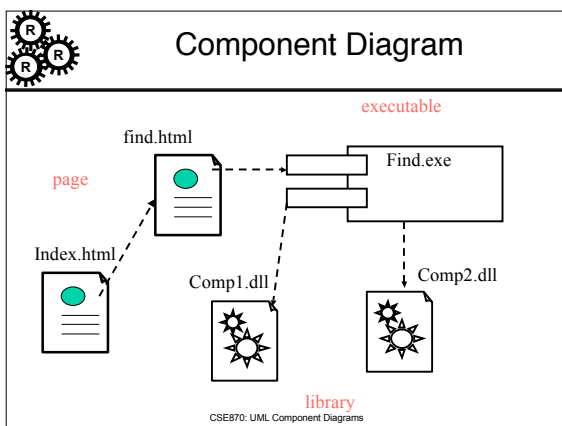 R
R
R
Component Diagram
executable
find.html
Find.exe
page
Index.html
Comp1.dll
Comp2.dll
library
CSE870: UML Component Diagrams